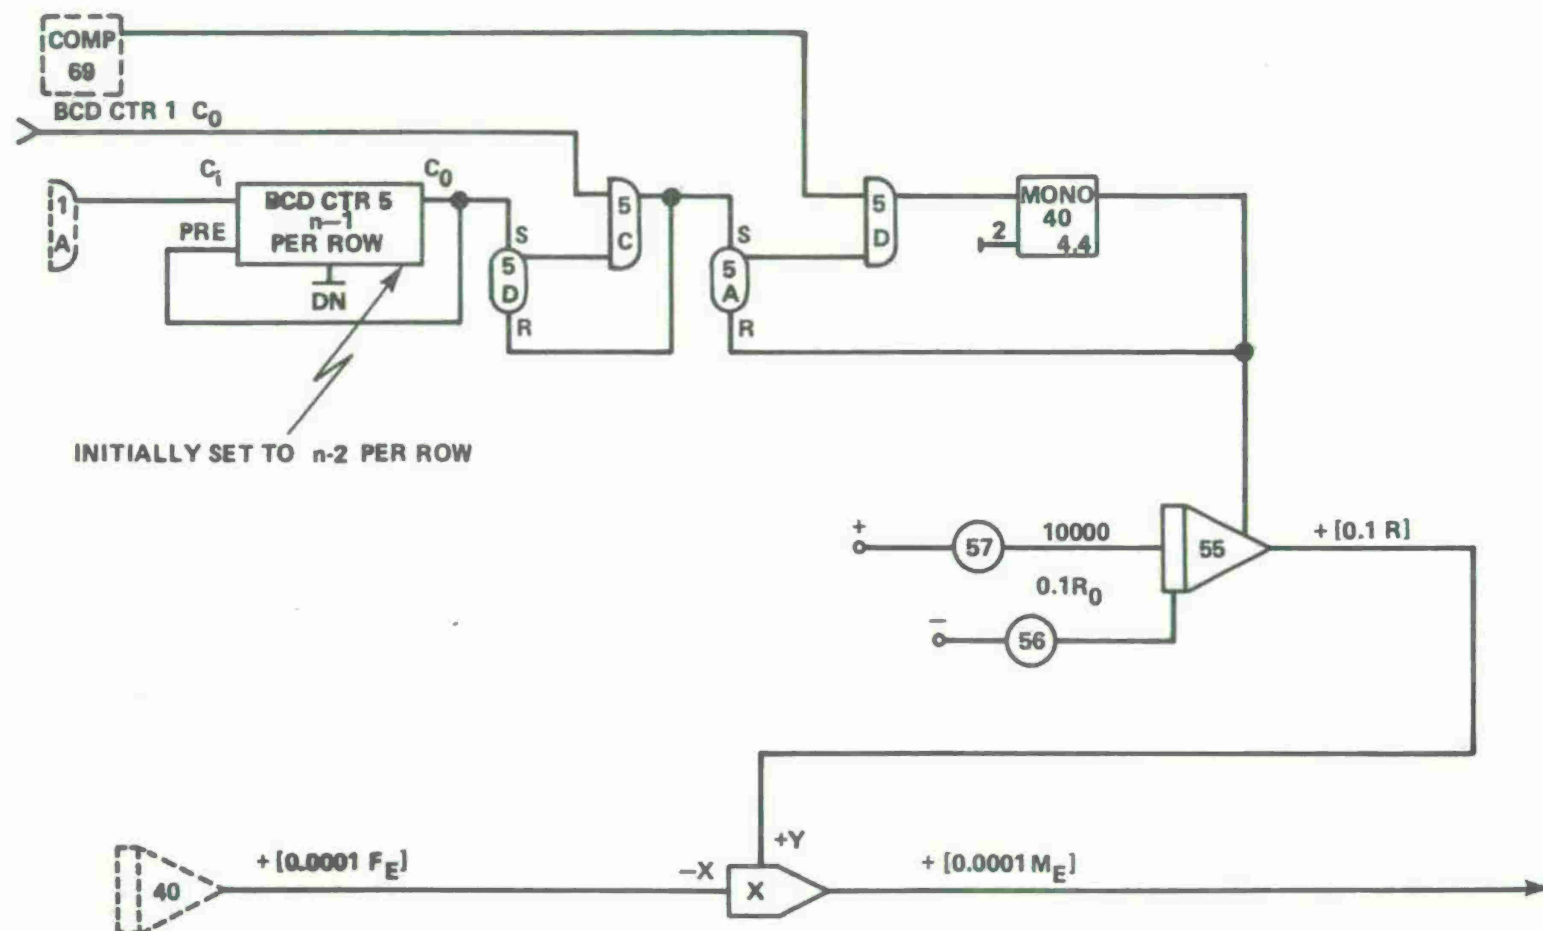 COMP
69
BCD CTR 1 C0
Ci
C0
1
A
BCD CTR 5
n-1
PER ROW
PRE
DN
S
5
D
R
5
C
S
5
A
R
5
D
MONO
40
4.4
2
INITIALLY SET TO n-2 PER ROW
+
57
10000
55
+ [0.1 R]
0.1R0
−
56
+Y
40
+ [0.0001 FE]
−X
X
+ [0.0001 ME]